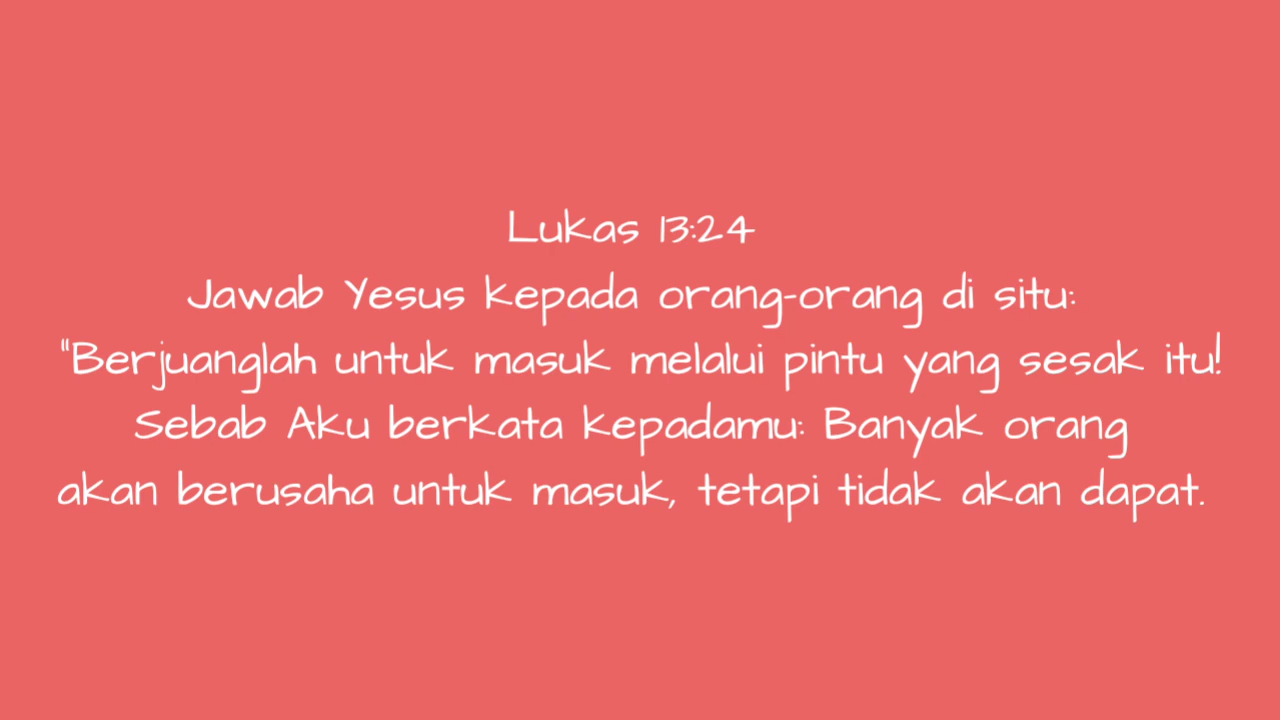 Lukas 13:24
Jawab Yesus kepada orang-orang di situ:
"Berjuanglah untuk masuk melalui pintu yang sesak itu!
Sebab Aku berkata kepadamu: Banyak orang
akan berusaha untuk masuk, tetapi tidak akan dapat.